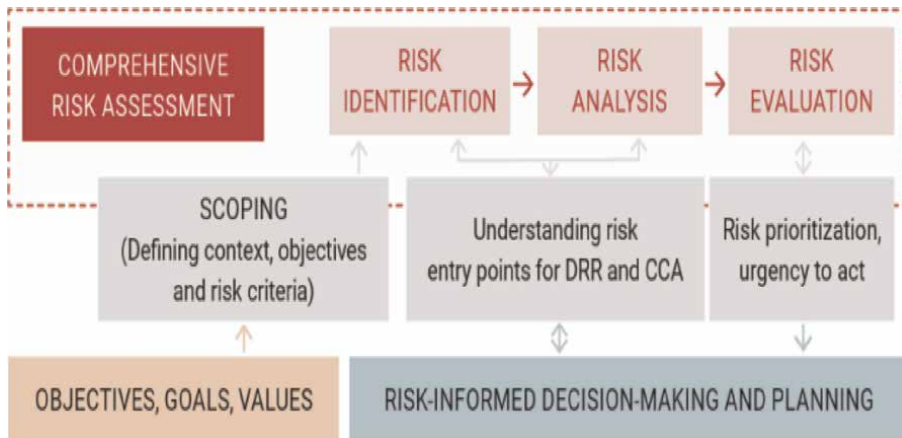 COMPREHENSIVE
RISK ASSESSMENT
RISK
IDENTIFICATION
RISK
ANALYSIS
RISK
EVALUATION
SCOPING
(Defining context, objectives
and risk criteria)
Understanding risk
entry points for DRR and CCA
Risk prioritization,
urgency to act
OBJECTIVES, GOALS, VALUES
RISK-INFORMED DECISION-MAKING AND PLANNING